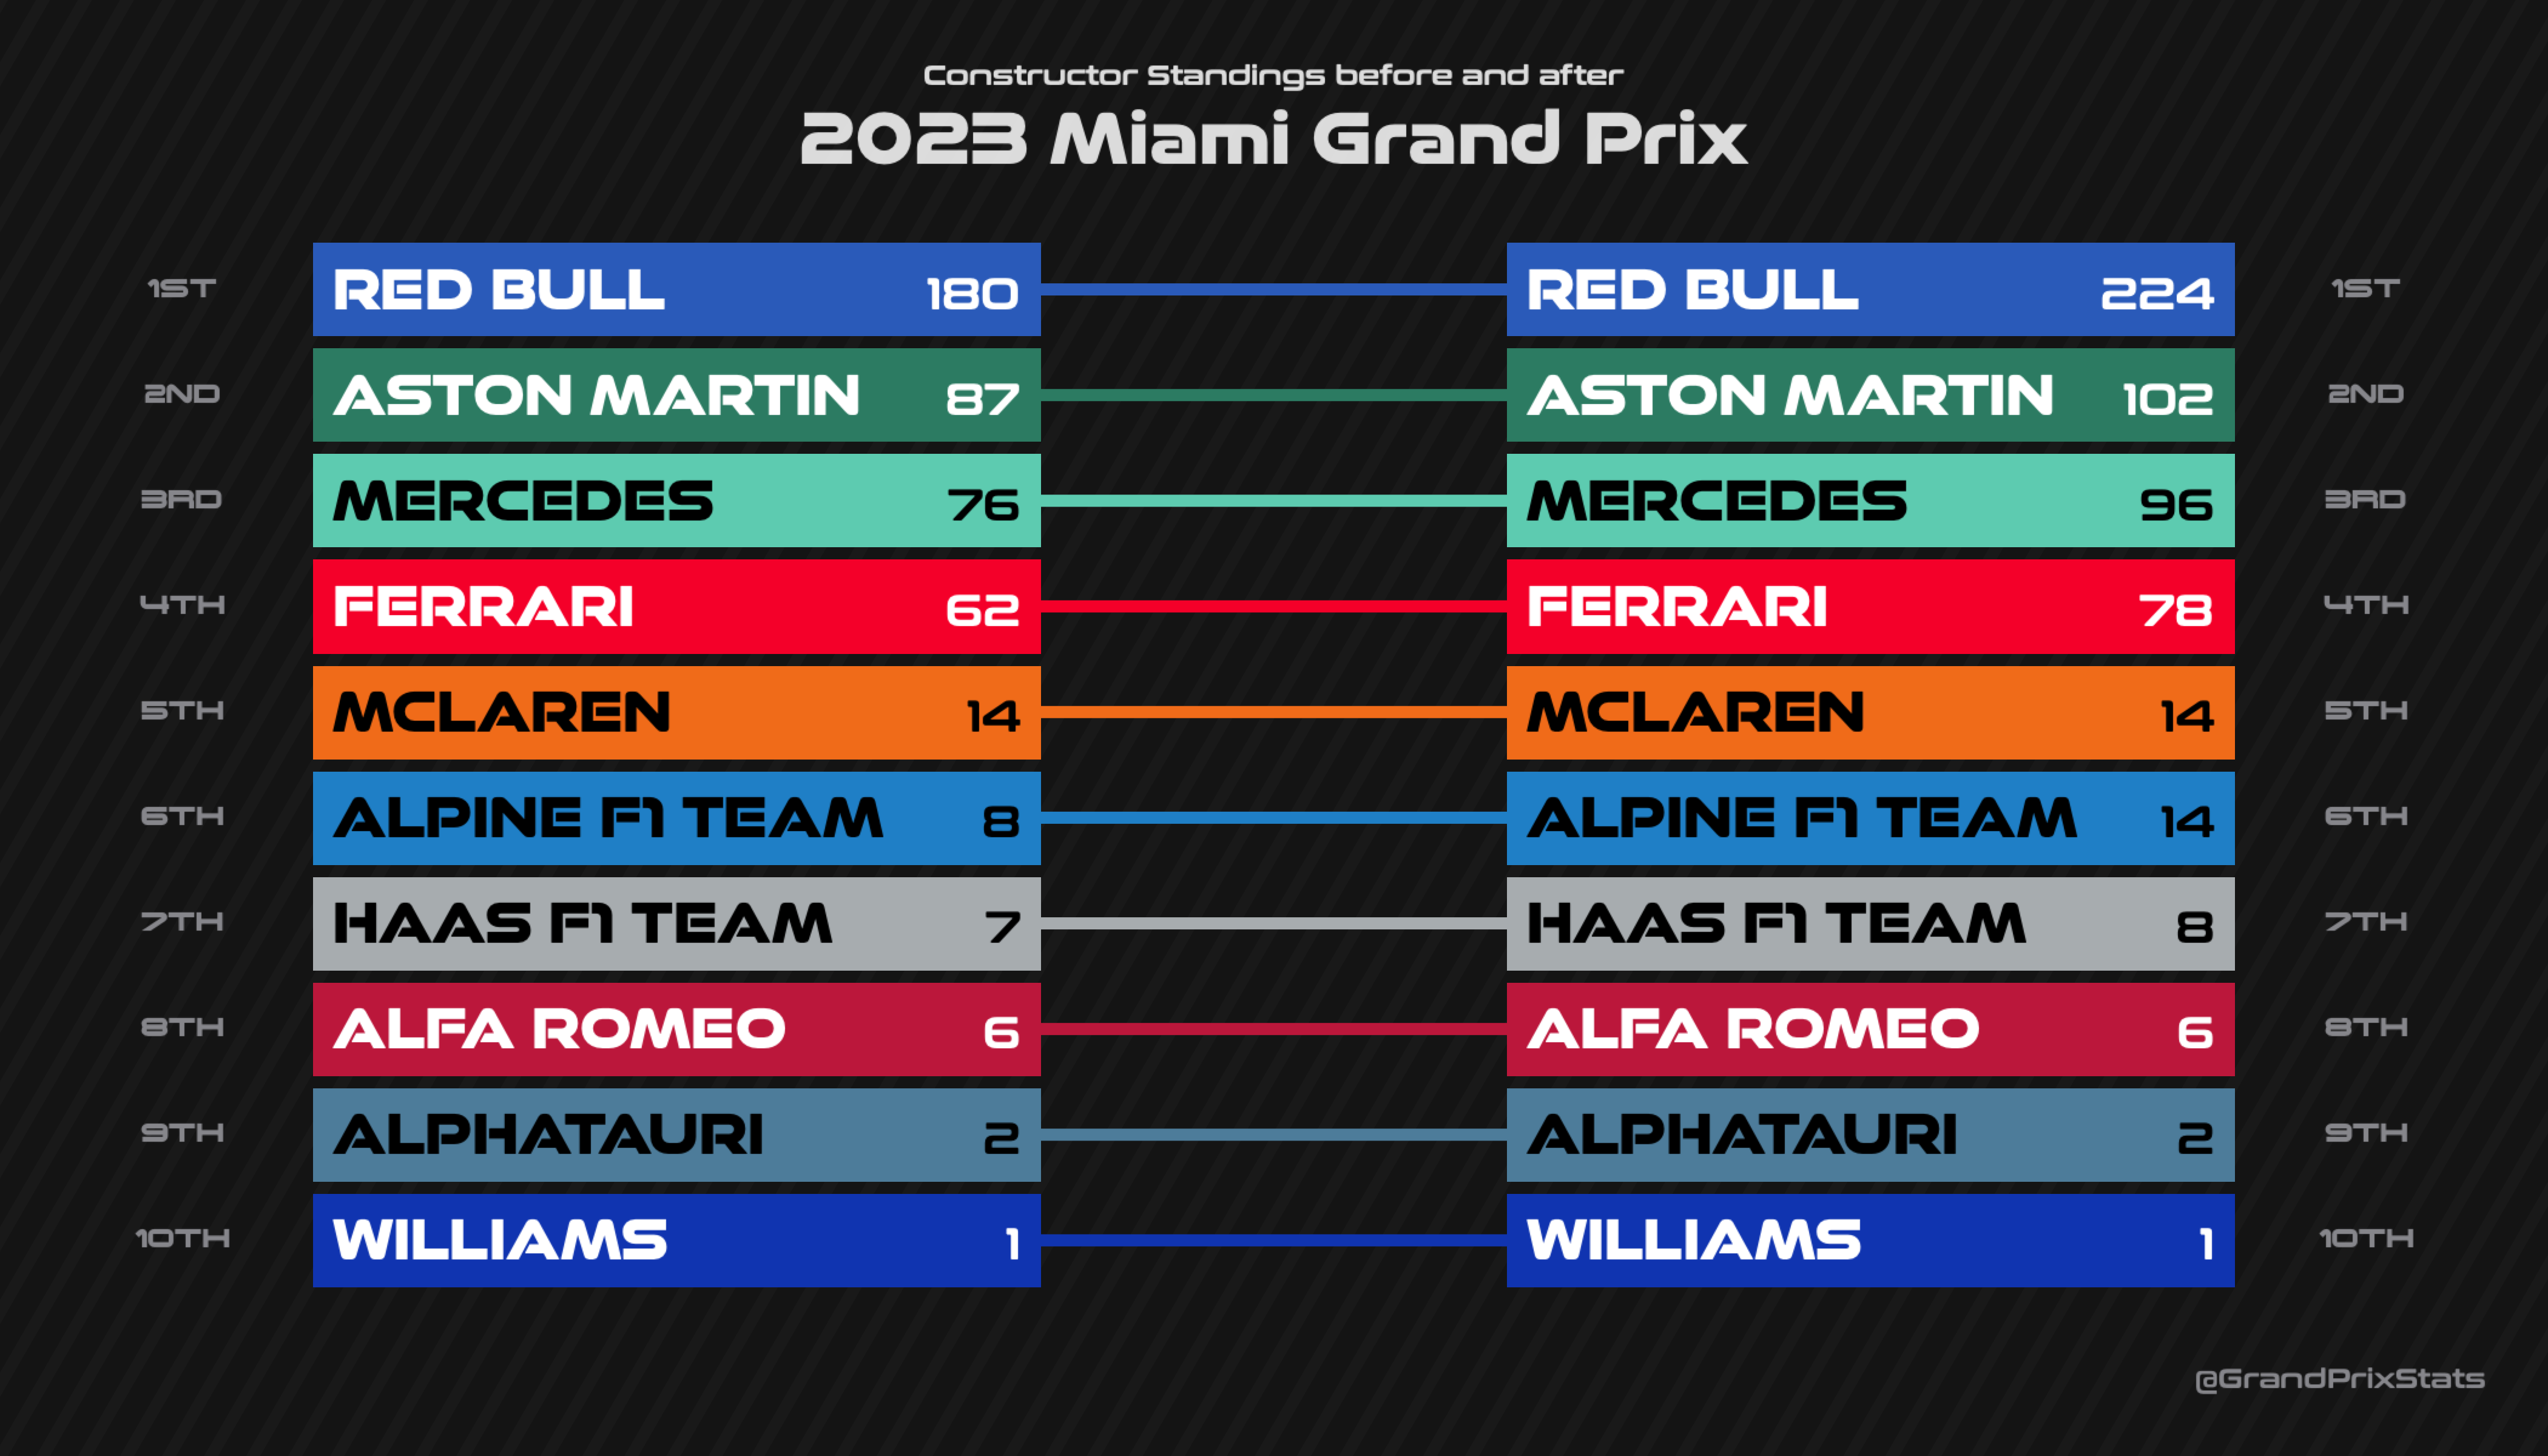 Constructor Standings before and after
2023 Miami Grand Prix
1ST RED BULL 180 RED BULL 224 1ST
2ND ASTON MARTIN 87 ASTON MARTIN 102 2ND
3RD MERCEDES 76 MERCEDES 96 3RD
4TH FERRARI 62 FERRARI 78 4TH
5TH MCLAREN 14 MCLAREN 14 5TH
6TH ALPINE F1 TEAM 8 ALPINE F1 TEAM 14 6TH
7TH HAAS F1 TEAM 7 HAAS F1 TEAM 8 7TH
8TH ALFA ROMEO 6 ALFA ROMEO 6 8TH
9TH ALPHATAURI 2 ALPHATAURI 2 9TH
10TH WILLIAMS 1 WILLIAMS 1 10TH
@GrandPrixStats